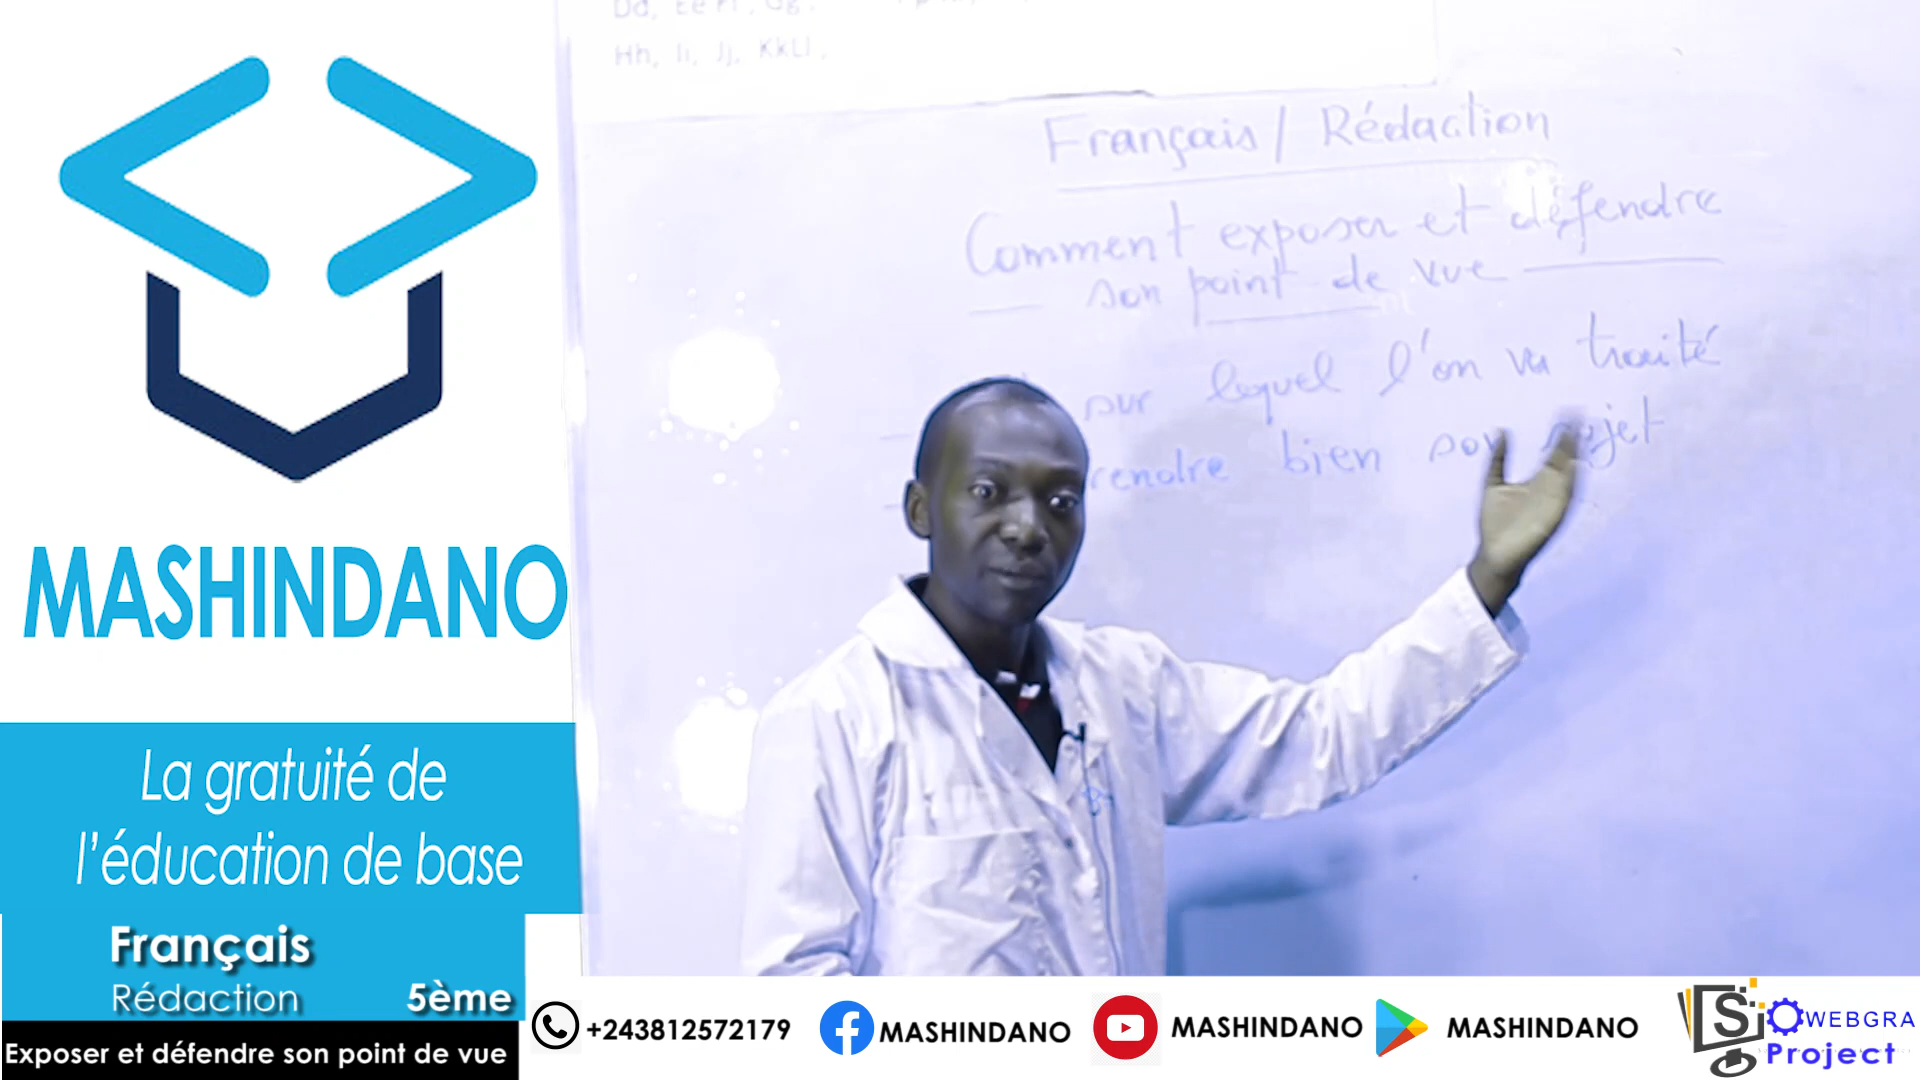 Hh, Ii, Jj, KkLl,
Français / Rédaction
Comment exposer et défendre
son point de vue
sur lequel l'on va traité
bien son sujet
MASHINDANO
La gratuité de
l'éducation de base
Français
Rédaction 5ème
Exposer et défendre son point de vue
+243812572179 MASHINDANO MASHINDANO MASHINDANO
WEBGRA
Project